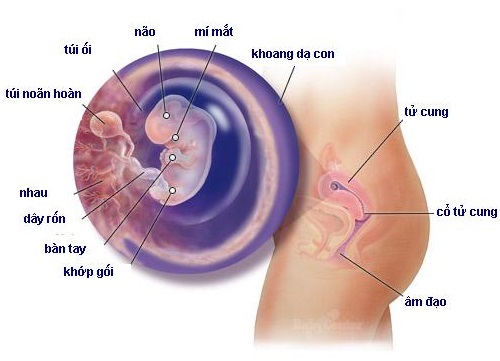 não
mí mắt
túi ối
khoang dạ con
túi noãn hoàn
tử cung
nhau
dây rốn
cổ tử cung
bàn tay
khớp gối
âm đạo